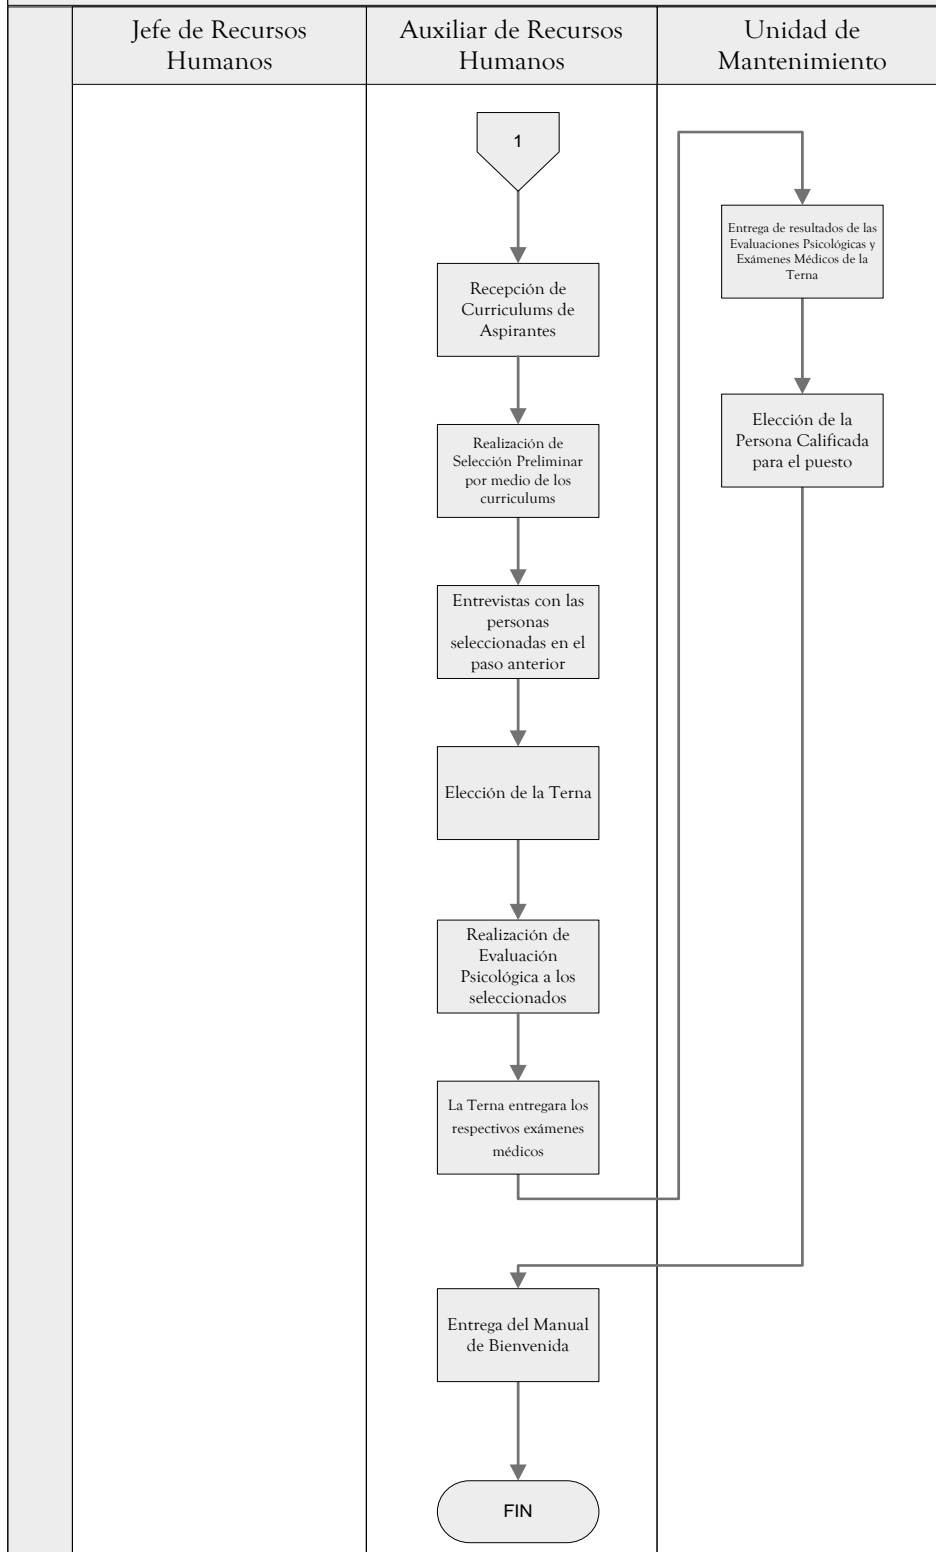 Jefe de Recursos
Humanos
Auxiliar de Recursos
Humanos
Unidad de
Mantenimiento
1
Recepción de
Curriculums de
Aspirantes
Realización de
Selección Preliminar
por medio de los
curriculums
Entrevistas con las
personas
seleccionadas en el
paso anterior
Elección de la Terna
Realización de
Evaluación
Psicológica a los
seleccionados
La Terna entregara los
respectivos exámenes
médicos
Entrega de resultados de las
Evaluaciones Psicológicas y
Exámenes Médicos de la
Terna
Elección de la
Persona Calificada
para el puesto
Entrega del Manual
de Bienvenida
FIN